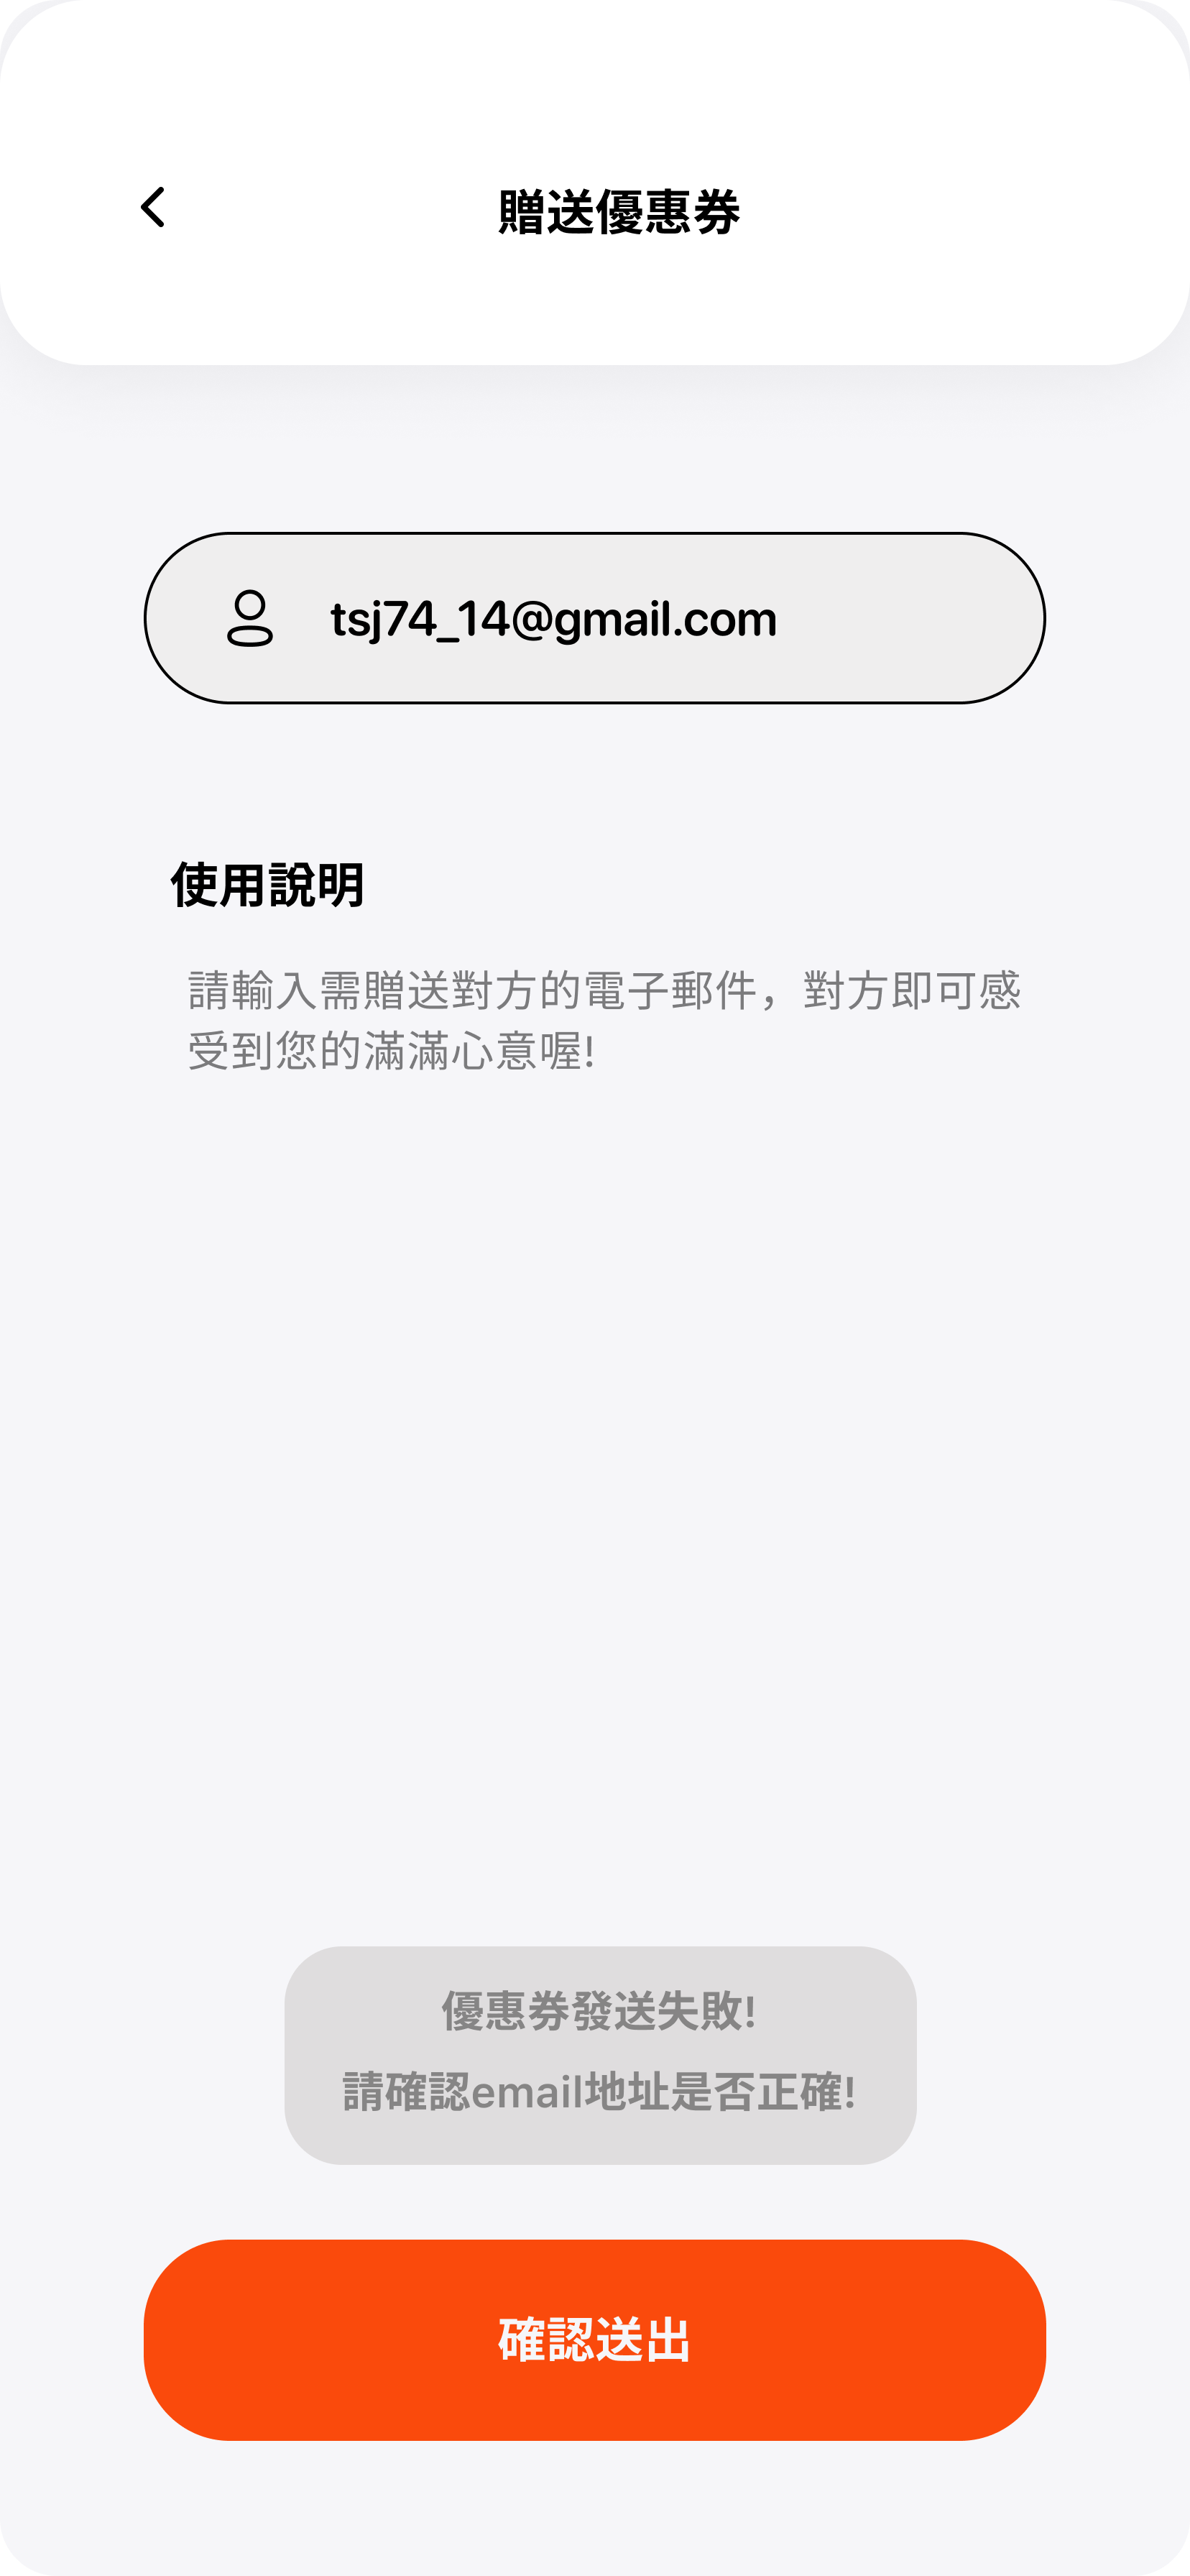 贈送優惠券
tsj74_14@gmail.com
使用說明
請輸入需贈送對方的電子郵件，對方即可感
受到您的滿滿心意喔!
優惠券發送失敗!
請確認email地址是否正確!
確認送出